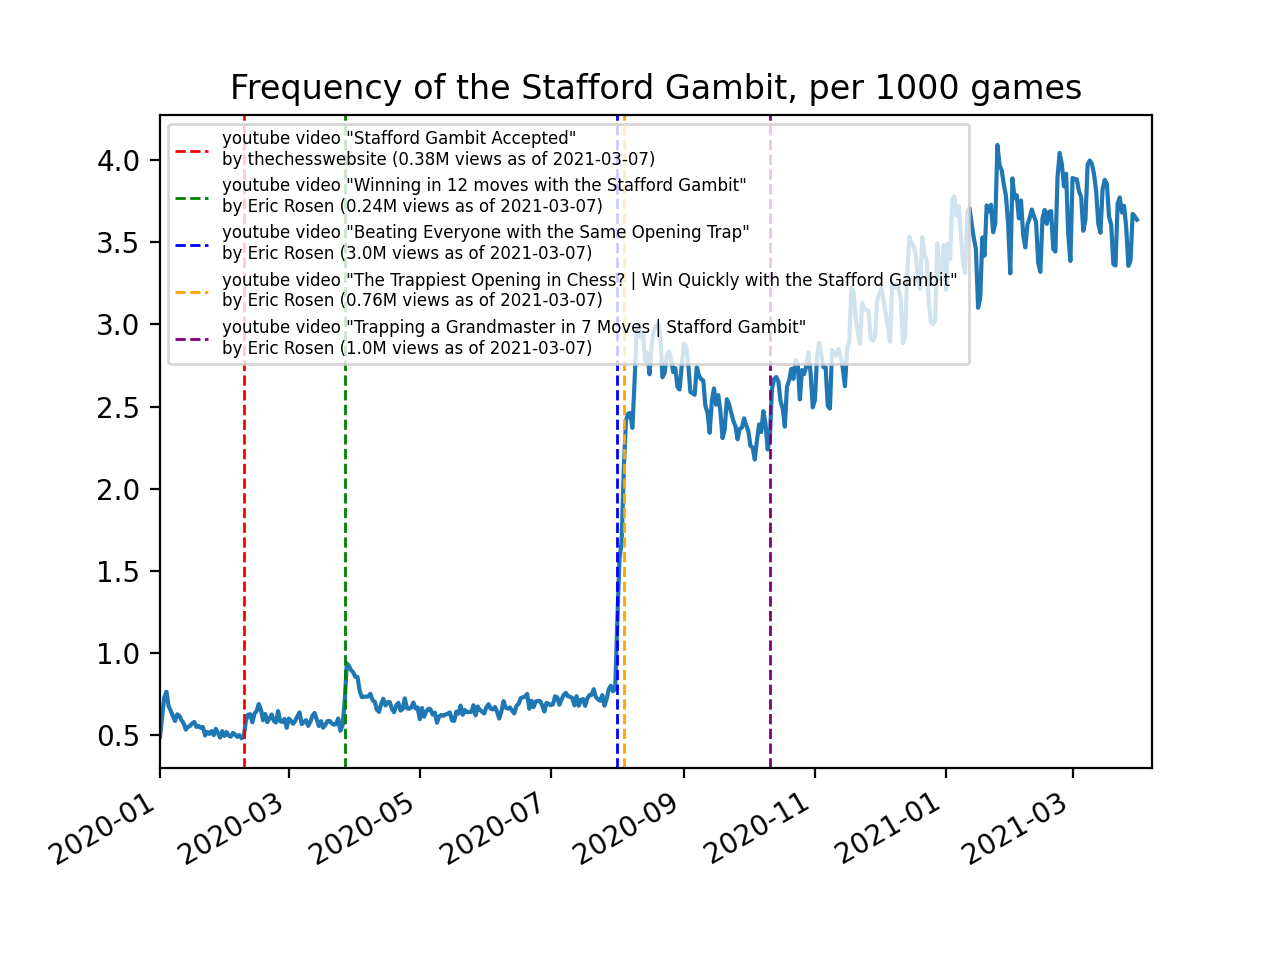 Frequency of the Stafford Gambit, per 1000 games
youtube video "Stafford Gambit Accepted"
by thechesswebsite (0.38M views as of 2021-03-07)
youtube video "Winning in 12 moves with the Stafford Gambit"
by Eric Rosen (0.24M views as of 2021-03-07)
youtube video "Beating Everyone with the Same Opening Trap"
by Eric Rosen (3.0M views as of 2021-03-07)
youtube video "The Trappiest Opening in Chess? | Win Quickly with the Stafford Gambit"
by Eric Rosen (0.76M views as of 2021-03-07)
youtube video "Trapping a Grandmaster in 7 Moves | Stafford Gambit"
by Eric Rosen (1.0M views as of 2021-03-07)
4.0
3.5
3.0
2.5
2.0
1.5
1.0
0.5
2020-01
2020-03
2020-05
2020-07
2020-09
2020-11
2021-01
2021-03